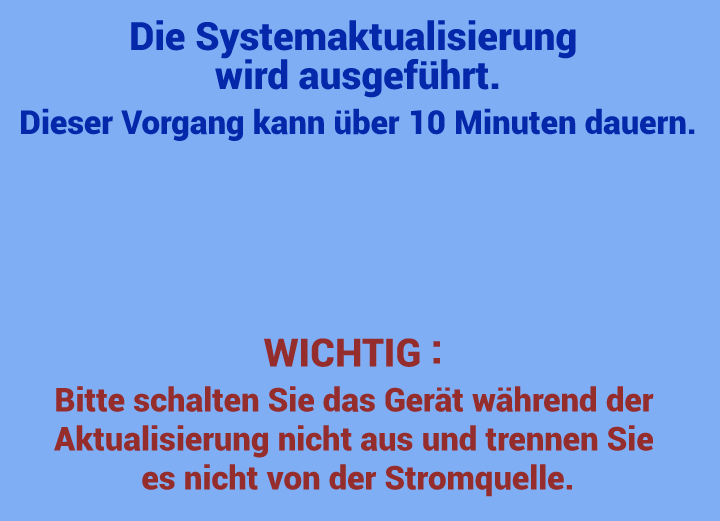 Die Systemaktualisierung
wird ausgeführt.
Dieser Vorgang kann über 10 Minuten dauern.
WICHTIG :
Bitte schalten Sie das Gerät während der
Aktualisierung nicht aus und trennen Sie
es nicht von der Stromquelle.